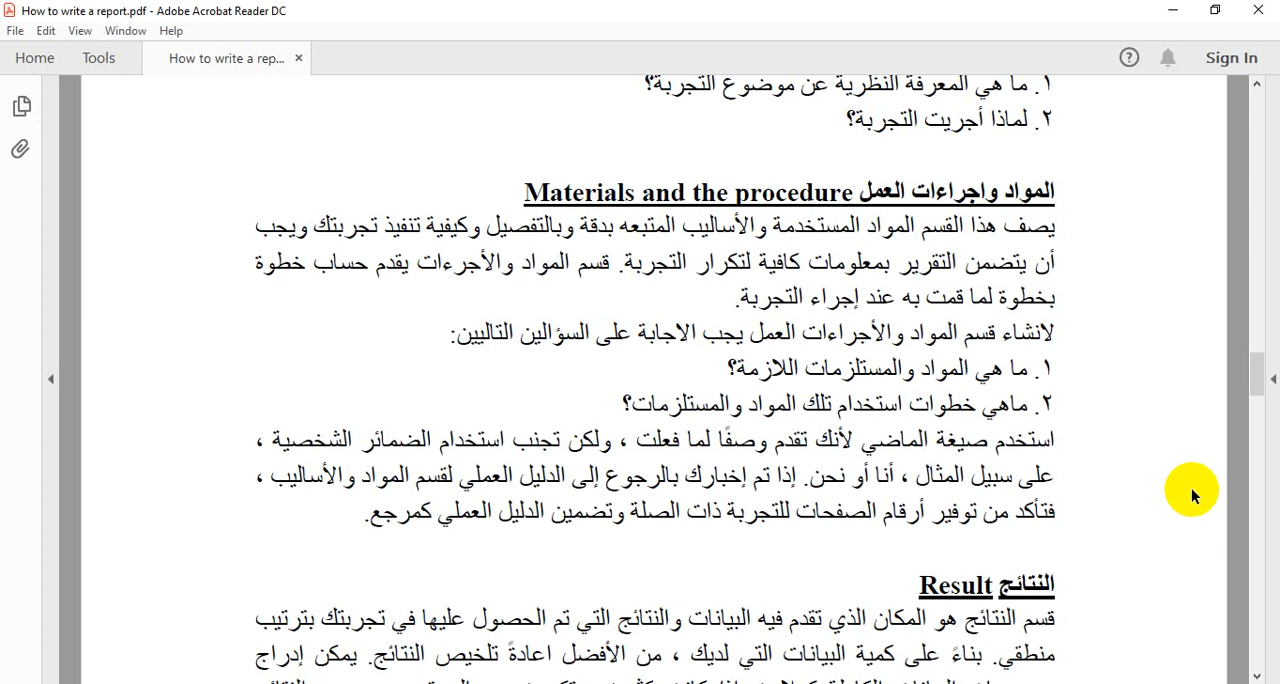 How to write a report.pdf - Adobe Acrobat Reader DC
File Edit View Window Help
Home Tools How to write a rep... × Sign In
١. ما هي المعرفة النظرية عن موضوع التجربة؟
٢. لماذا أجريت التجربة؟
المواد واجراءات العمل Materials and the procedure
يصف هذا القسم المواد المستخدمة والأساليب المتبعه بدقة وبالتفصيل وكيفية تنفيذ تجربتك ويجب
أن يتضمن التقرير بمعلومات كافية لتكرار التجربة. قسم المواد والأجرءات يقدم حساب خطوة
بخطوة لما قمت به عند إجراء التجربة.
لانشاء قسم المواد والأجراءات العمل يجب الاجابة على السؤالين التاليين:
١. ما هي المواد والمستلزمات اللازمة؟
٢. ماهي خطوات استخدام تلك المواد والمستلزمات؟
استخدم صيغة الماضي لأنك تقدم وصفًا لما فعلت ، ولكن تجنب استخدام الضمائر الشخصية ،
على سبيل المثال ، أنا أو نحن. إذا تم إخبارك بالرجوع إلى الدليل العملي لقسم المواد والأساليب ،
فتأكد من توفير أرقام الصفحات للتجربة ذات الصلة وتضمين الدليل العملي كمرجع.
النتائج Result
قسم النتائج هو المكان الذي تقدم فيه البيانات والنتائج التي تم الحصول عليها في تجربتك بترتيب
منطقي. بناءً على كمية البيانات التي لديك ، من الأفضل اعادةً تلخيص النتائج. يمكن إدراج